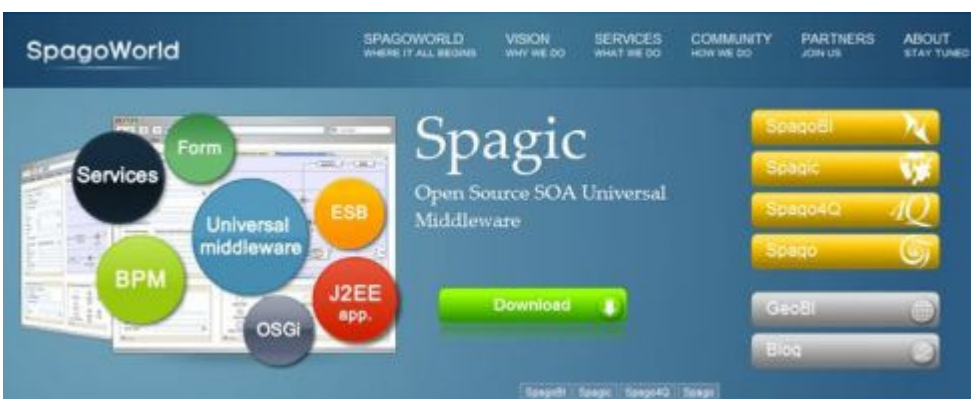 SpagoWorld
SPAGOWORLD
WHERE IT ALL BEGINS
VISION
WHY WE DO
SERVICES
WHAT WE DO
COMMUNITY
HOW WE DO
PARTNERS
JOIN US
ABOUT
STAY TUNED
Services
Form
Universal
middleware
ESB
BPM
J2EE
app.
OSGi
Spagic
Open Source SOA Universal
Middleware
Download
SpagoBI
Spagic
Spago4Q
4Q
Spago
GeoBI
Blog
SpagoBI Spagic Spago4Q Spago